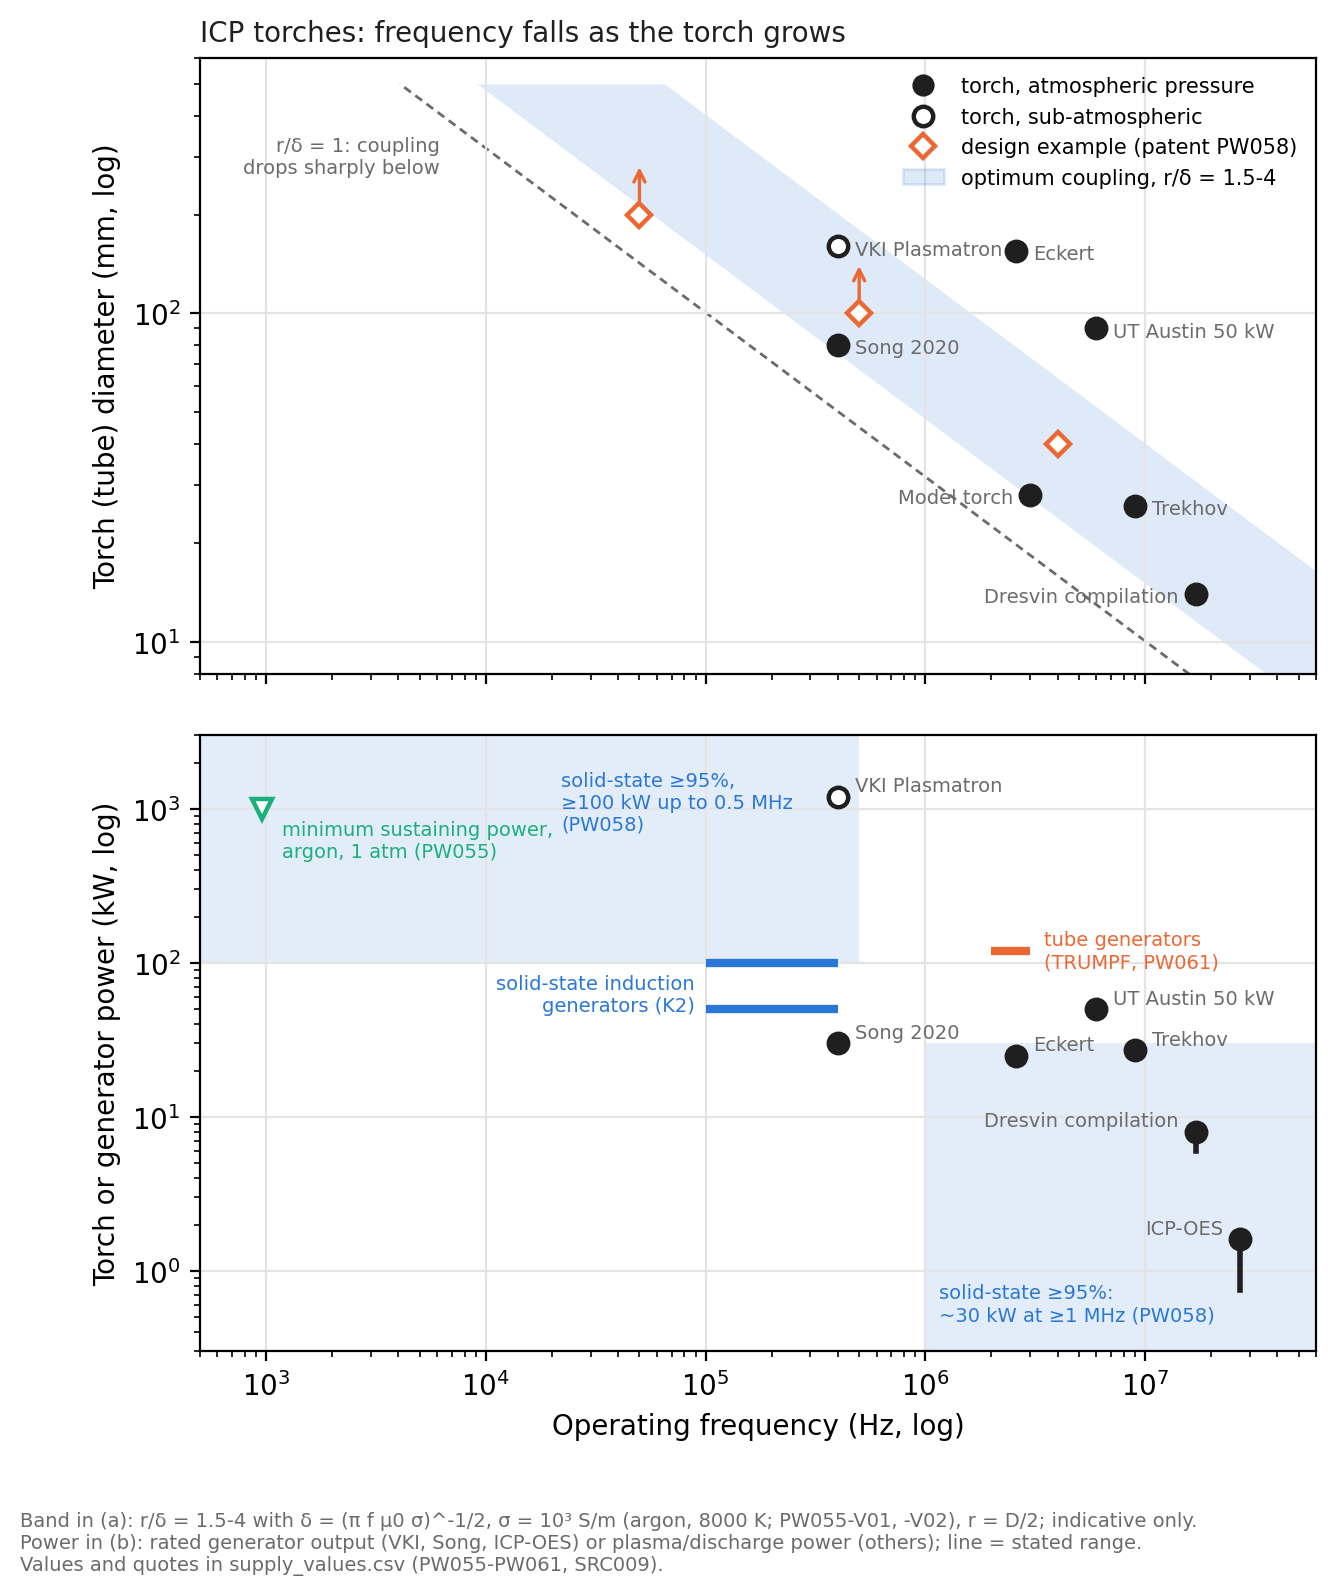 ICP torches: frequency falls as the torch grows
torch, atmospheric pressure
torch, sub-atmospheric
design example (patent PW058)
optimum coupling, r/δ = 1.5-4
r/δ = 1: coupling
drops sharply below
VKI Plasmatron
Eckert
UT Austin 50 kW
Song 2020
Model torch
Trekhov
Dresvin compilation
Torch (tube) diameter (mm, log)
10²
10¹
solid-state ≥95%,
≥100 kW up to 0.5 MHz
(PW058)
VKI Plasmatron
minimum sustaining power,
argon, 1 atm (PW055)
tube generators
(TRUMPF, PW061)
solid-state induction
generators (K2)
UT Austin 50 kW
Song 2020
Eckert
Trekhov
Dresvin compilation
ICP-OES
solid-state ≥95%:
~30 kW at ≥1 MHz (PW058)
Torch or generator power (kW, log)
10³
10²
10¹
10⁰
10³ 10⁴ 10⁵ 10⁶ 10⁷
Operating frequency (Hz, log)
Band in (a): r/δ = 1.5-4 with δ = (π f μ0 σ)^-1/2, σ = 10³ S/m (argon, 8000 K; PW055-V01, -V02), r = D/2; indicative only.
Power in (b): rated generator output (VKI, Song, ICP-OES) or plasma/discharge power (others); line = stated range.
Values and quotes in supply_values.csv (PW055-PW061, SRC009).